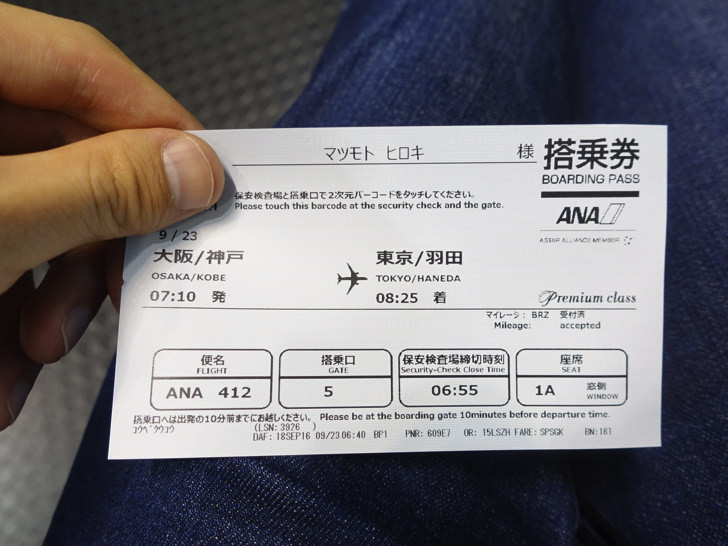 マツモト ヒロキ 様
搭乗券
BOARDING PASS
保安検査場と搭乗口で2次元バーコードをタッチしてください。
Please touch this barcode at the security check and the gate.
ANA
A STAR ALLIANCE MEMBER
9/23
大阪/神戸 東京/羽田
OSAKA/KOBE TOKYO/HANEDA
07:10 発 08:25 着
Premium class
マイレージ: BRZ 受付済
Mileage: accepted
便名 搭乗口 保安検査場締切時刻 座席
FLIGHT GATE Security-Check Close Time SEAT
ANA 412 5 06:55 1A 窓側
WINDOW
搭乗口へは出発の10分前までにお越しください。 Please be at the boarding gate 10minutes before departure time.
コウベクウコウ (LSN: 3926 )
DAF: 18SEP16 09/23 06:40 BP1 PNR: 609E7 OR: 15LSZH FARE: SPSGK BN:161